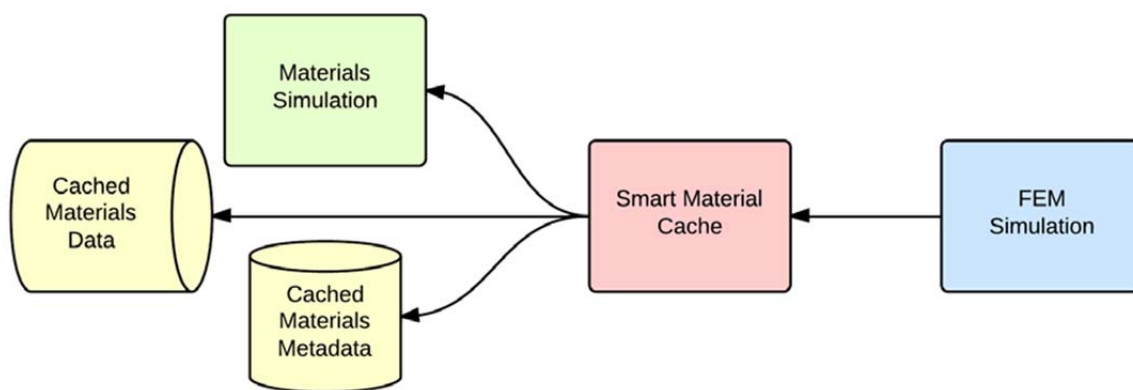 Materials
Simulation
Cached
Materials
Data
Cached
Materials
Metadata
Smart Material
Cache
FEM
Simulation